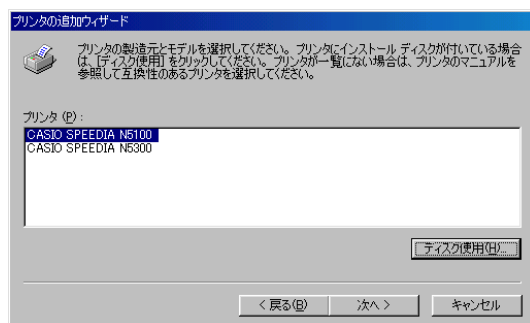 プリンタの追加ウィザード
プリンタの製造元とモデルを選択してください。プリンタにインストール ディスクが付いている場合
は、[ディスク使用] をクリックしてください。プリンタが一覧にない場合は、プリンタのマニュアルを
参照して互換性のあるプリンタを選択してください。
プリンタ (P) :
CASIO SPEEDIA N5100
CASIO SPEEDIA N5300
ディスク使用(H)...
< 戻る(B) 次へ > キャンセル